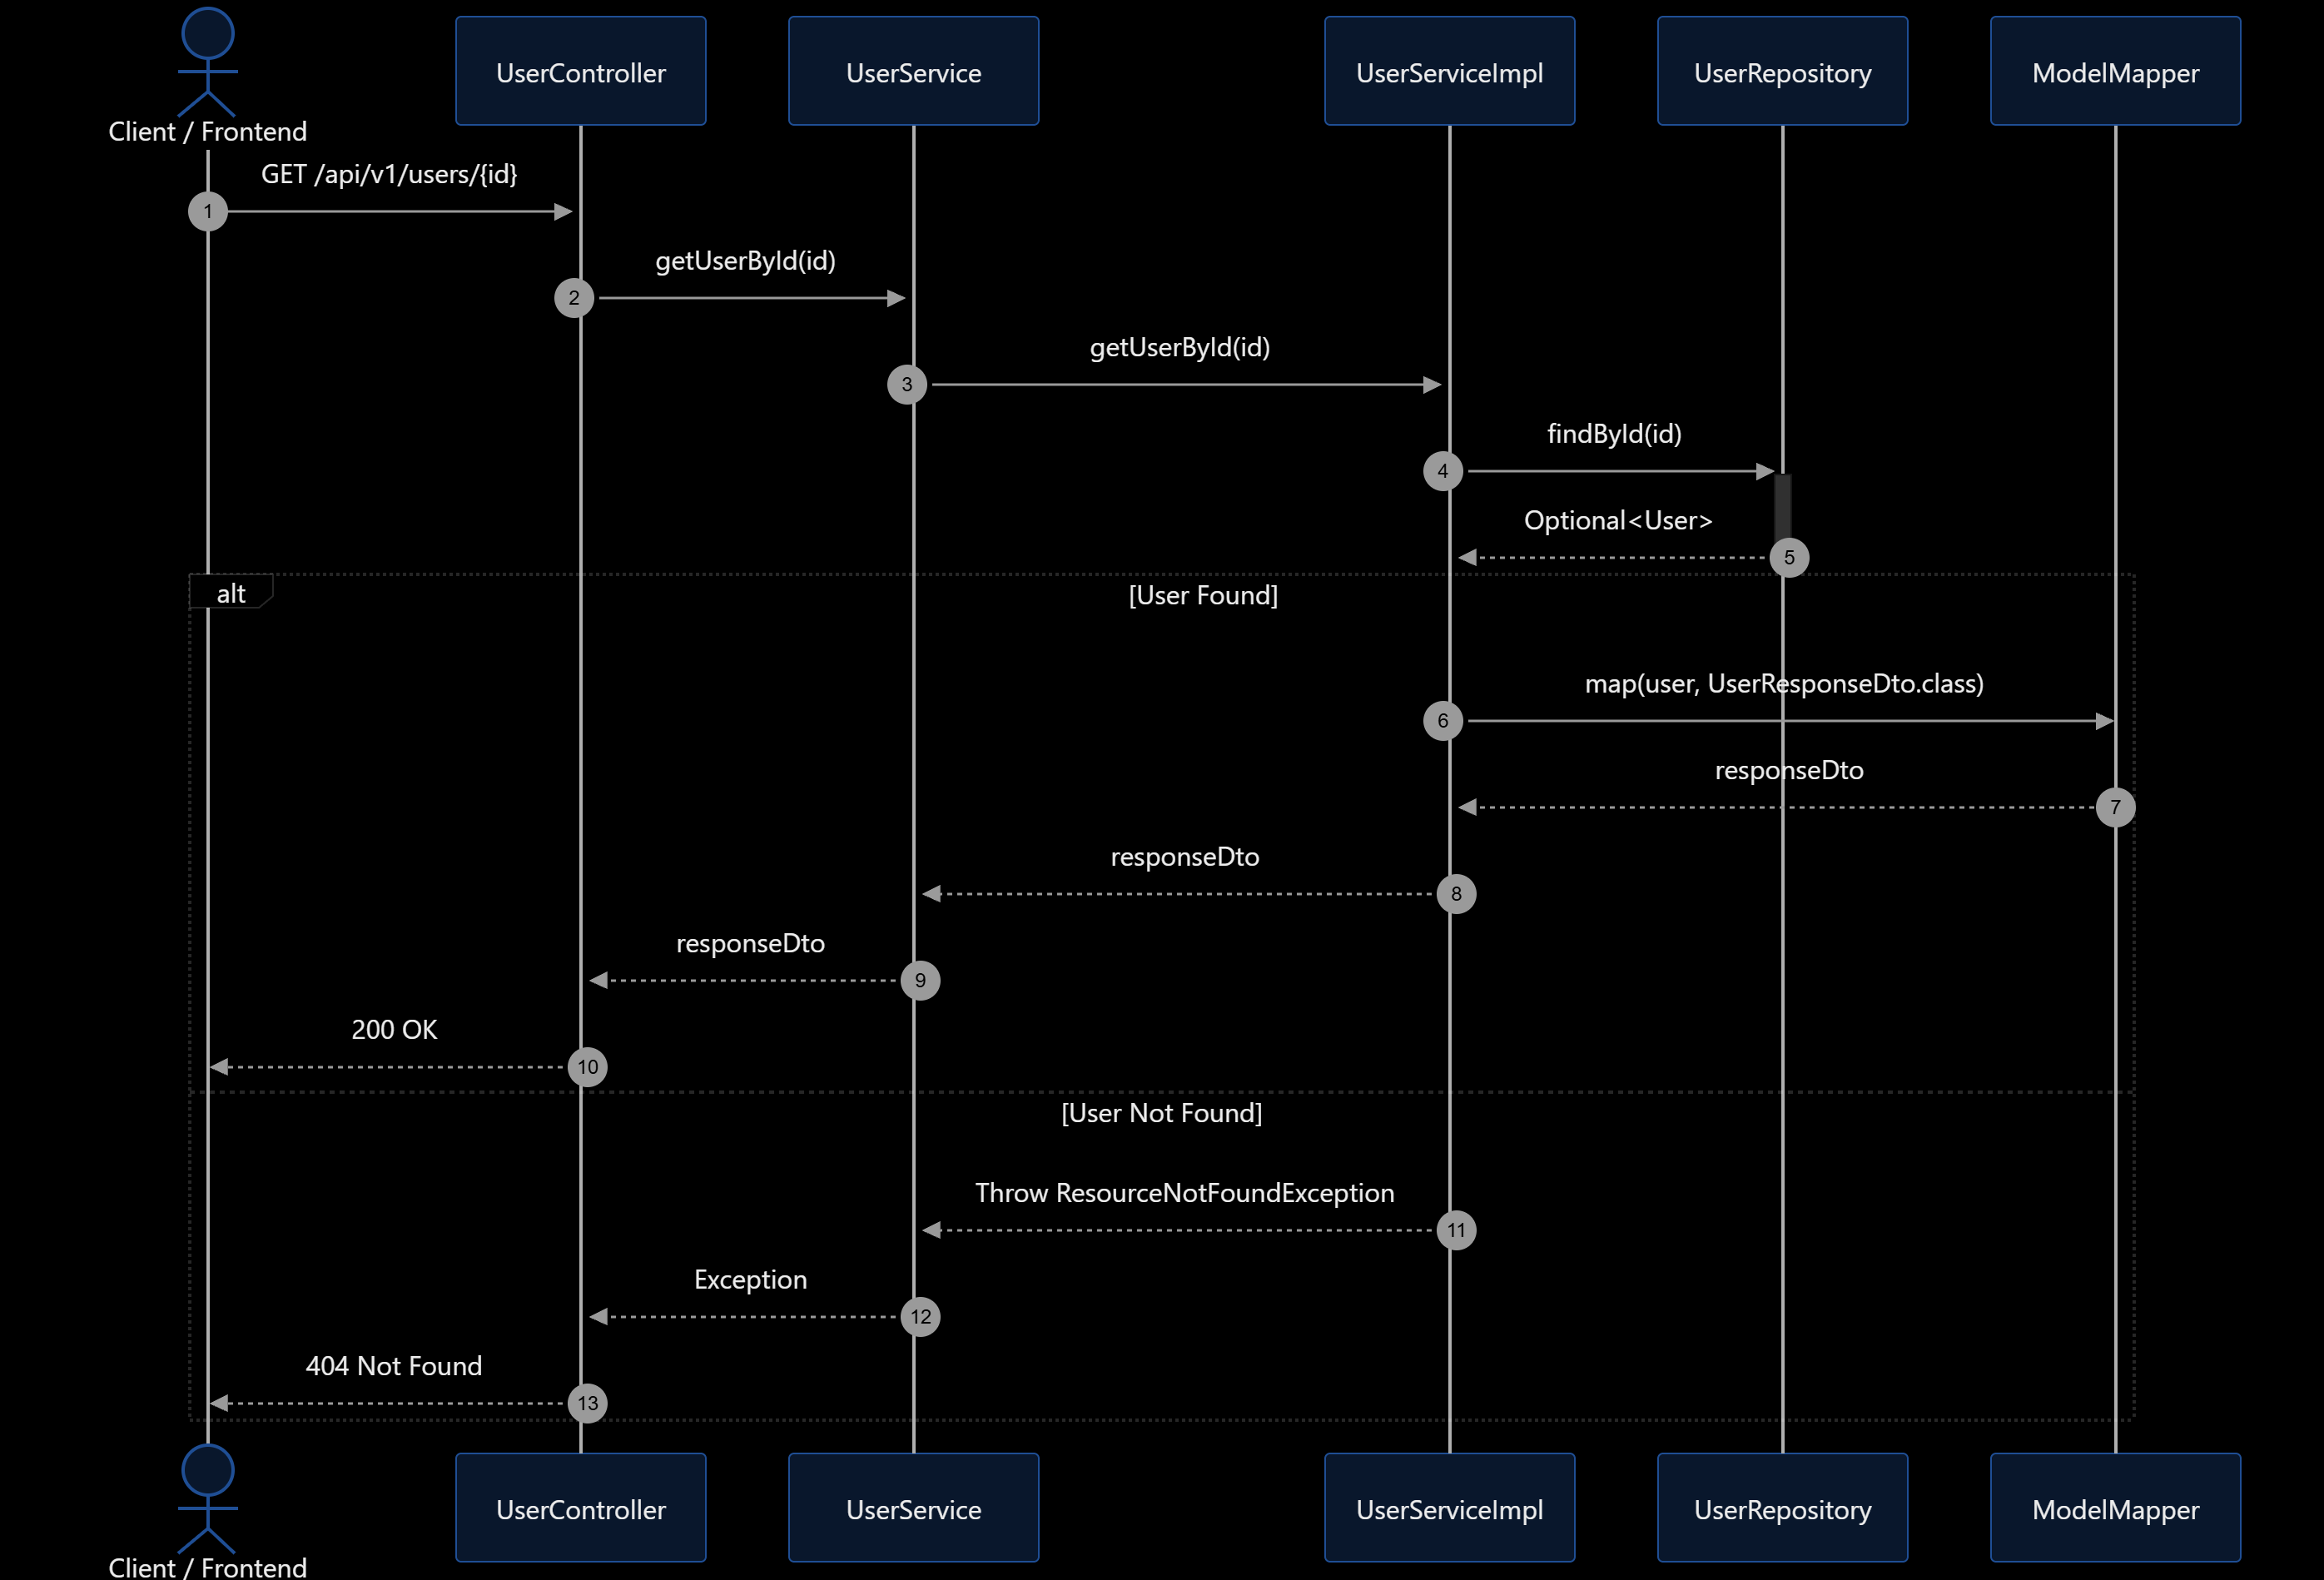 Client / Frontend
UserController
UserService
UserServiceImpl
UserRepository
ModelMapper
GET /api/v1/users/{id}
1
getUserById(id)
2
getUserById(id)
3
findById(id)
4
Optional<User>
5
alt
[User Found]
map(user, UserResponseDto.class)
6
responseDto
7
responseDto
8
responseDto
9
200 OK
10
[User Not Found]
Throw ResourceNotFoundException
11
Exception
12
404 Not Found
13
Client / Frontend
UserController
UserService
UserServiceImpl
UserRepository
ModelMapper